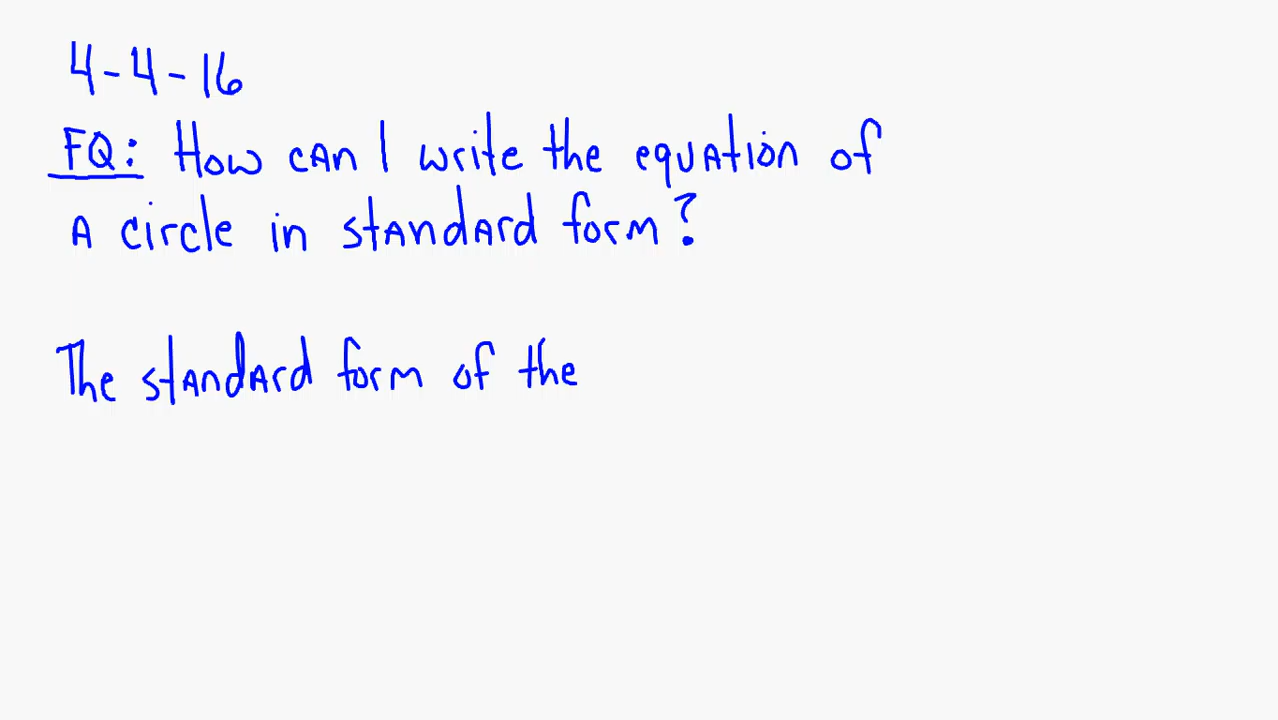 4-4-16
FQ: How can I write the equation of
a circle in standard form?
The standard form of the